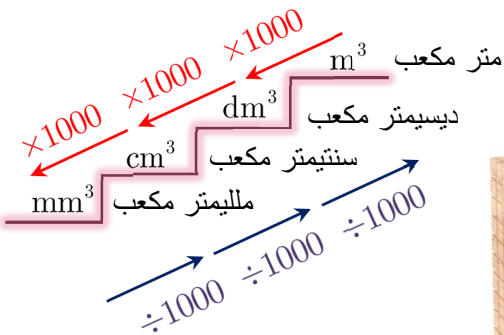 ×1000
×1000
×1000
m³ متر مكعب
dm³ ديسيمتر مكعب
cm³ سنتيمتر مكعب
mm³ ملليمتر مكعب
÷1000
÷1000
÷1000